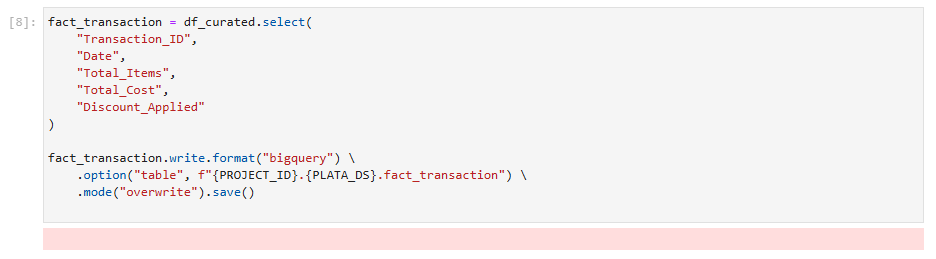 [8]: fact_transaction = df_curated.select(
    "Transaction_ID",
    "Date",
    "Total_Items",
    "Total_Cost",
    "Discount_Applied"
)

fact_transaction.write.format("bigquery") \
    .option("table", f"{PROJECT_ID}.{PLATA_DS}.fact_transaction") \
    .mode("overwrite").save()